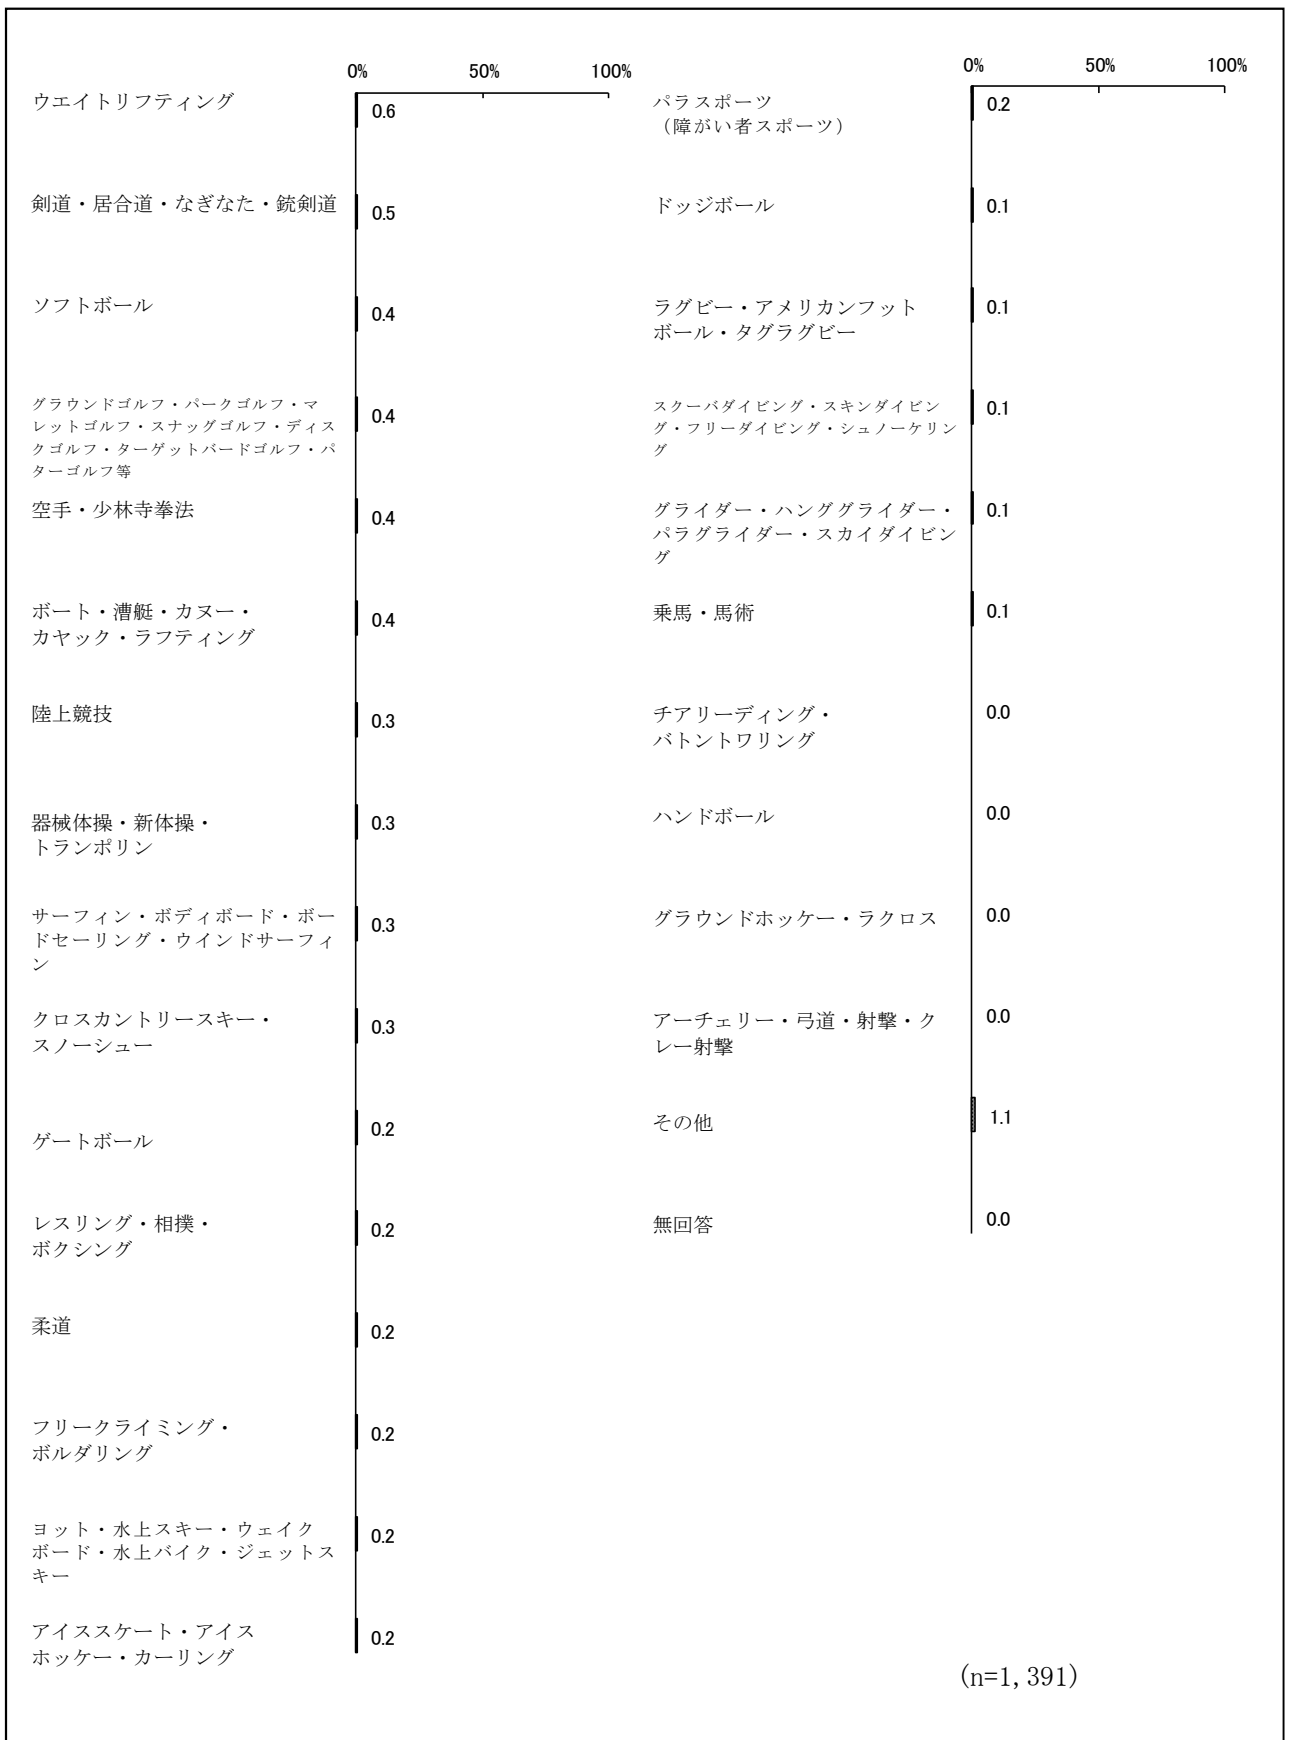 0% 50% 100%
ウエイトリフティング 0.6
剣道・居合道・なぎなた・銃剣道 0.5
ソフトボール 0.4
グラウンドゴルフ・パークゴルフ・マ
レットゴルフ・スナッグゴルフ・ディス
クゴルフ・ターゲットバードゴルフ・パ
ターゴルフ等
0.4
空手・少林寺拳法 0.4
ボート・漕艇・カヌー・
カヤック・ラフティング
0.4
陸上競技 0.3
器械体操・新体操・
トランポリン
0.3
サーフィン・ボディボード・ボー
ドセーリング・ウインドサーフィ
ン
0.3
クロスカントリースキー・
スノーシュー
0.3
ゲートボール 0.2
レスリング・相撲・
ボクシング
0.2
柔道 0.2
フリークライミング・
ボルダリング
0.2
ヨット・水上スキー・ウェイク
ボード・水上バイク・ジェットス
キー
0.2
アイススケート・アイス
ホッケー・カーリング
0.2
0% 50% 100%
パラスポーツ
（障がい者スポーツ）
0.2
ドッジボール 0.1
ラグビー・アメリカンフット
ボール・タグラグビー
0.1
スクーバダイビング・スキンダイビン
グ・フリーダイビング・シュノーケリン
グ
0.1
グライダー・ハンググライダー・
パラグライダー・スカイダイビン
グ
0.1
乗馬・馬術 0.1
チアリーディング・
バトントワリング
0.0
ハンドボール 0.0
グラウンドホッケー・ラクロス 0.0
アーチェリー・弓道・射撃・ク
レー射撃
0.0
その他 1.1
無回答 0.0
(n=1,391)